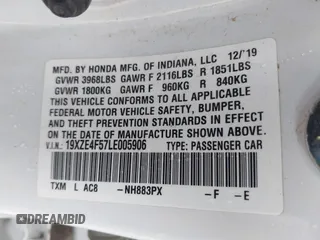 MFD. BY HONDA MFG. OF INDIANA, LLC 12/'19
GVWR 3968LBS GAWR F 2116LBS R 1851LBS
GVWR 1800KG GAWR F 960KG R 840KG
THIS VEHICLE CONFORMS TO ALL APPLICABLE
FEDERAL MOTOR VEHICLE SAFETY, BUMPER,
AND THEFT PREVENTION STANDARDS IN EFFECT
ON THE DATE OF MANUFACTURE SHOWN ABOVE.
V.I.N.: 19XZE4F57LE005906 TYPE: PASSENGER CAR
TXM L AC8 -NH883PX -F -E
DREAMBID.COM